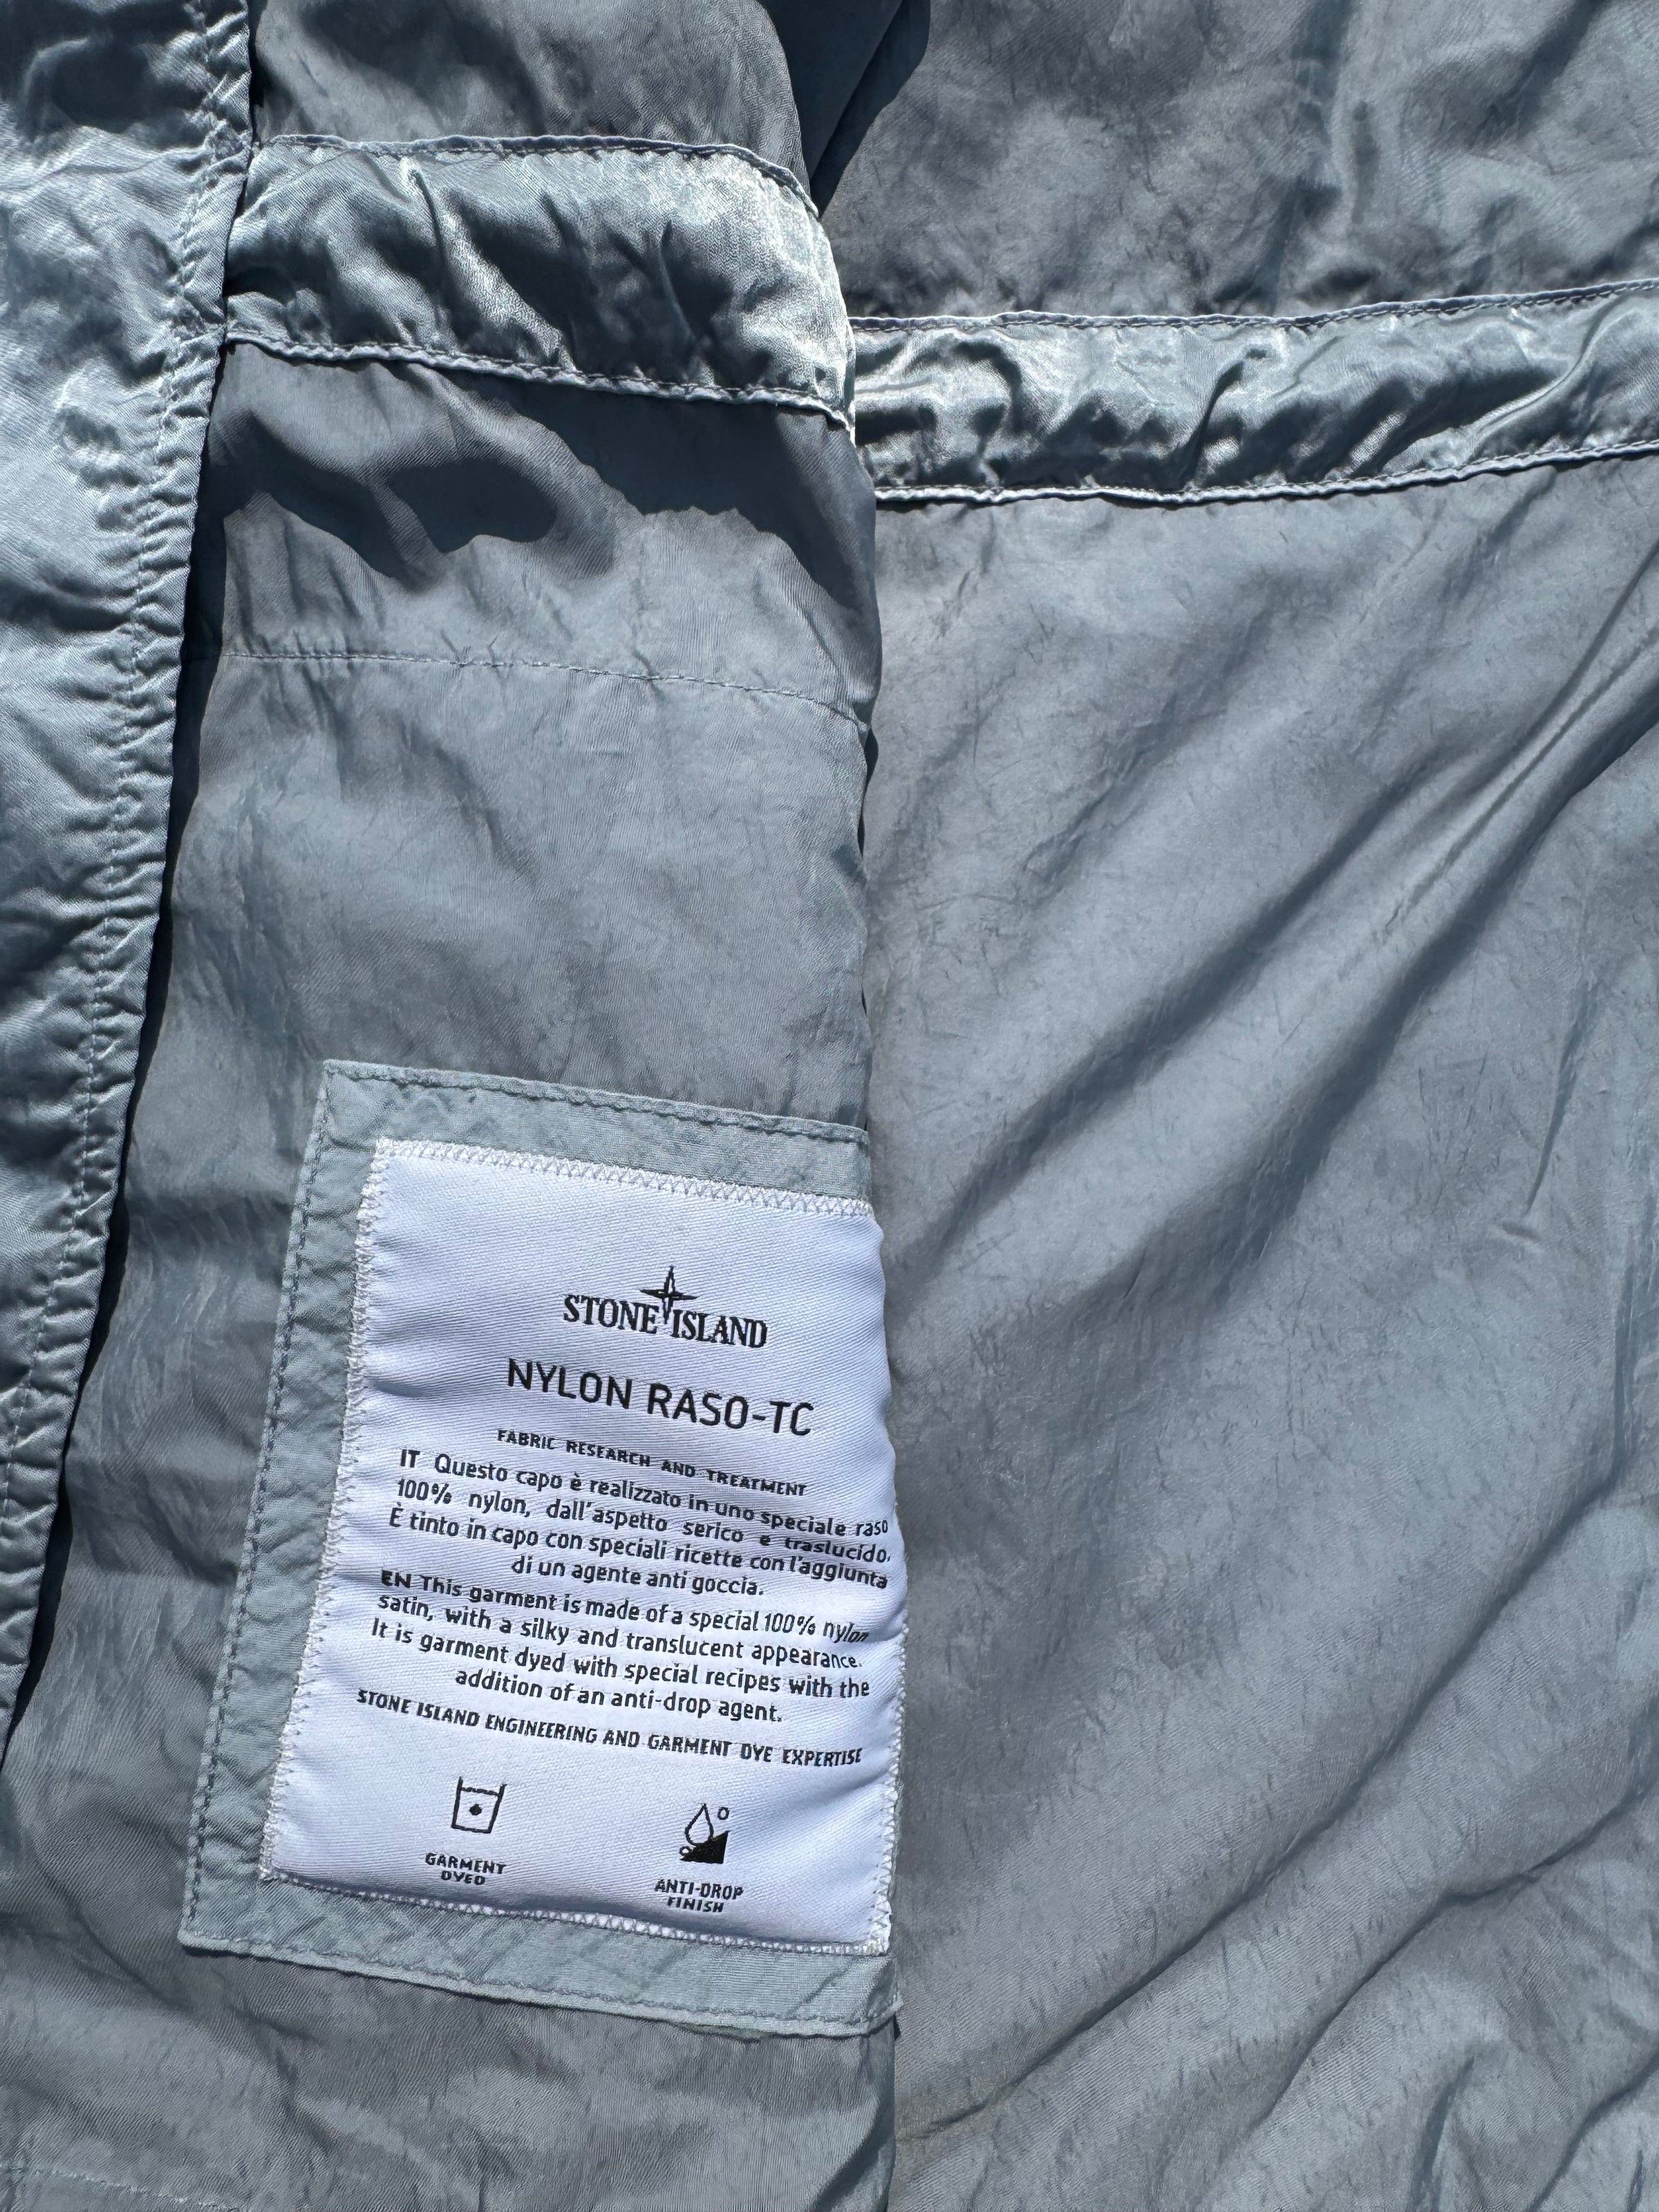 STONE ISLAND
NYLON RASO-TC
FABRIC RESEARCH AND TREATMENT
IT Questo capo è realizzato in uno speciale raso
100% nylon, dall'aspetto serico e traslucido.
È tinto in capo con speciali ricette con l'aggiunta
di un agente anti goccia.
EN This garment is made of a special 100% nylon
satin, with a silky and translucent appearance.
It is garment dyed with special recipes with the
addition of an anti-drop agent.
STONE ISLAND ENGINEERING AND GARMENT DYE EXPERTISE
GARMENT
DYED
ANTI-DROP
FINISH